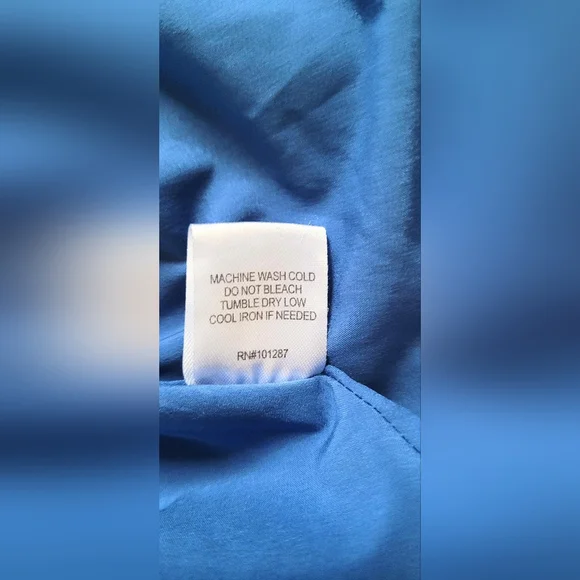 MACHINE WASH COLD
DO NOT BLEACH
TUMBLE DRY LOW
COOL IRON IF NEEDED
RN#101287